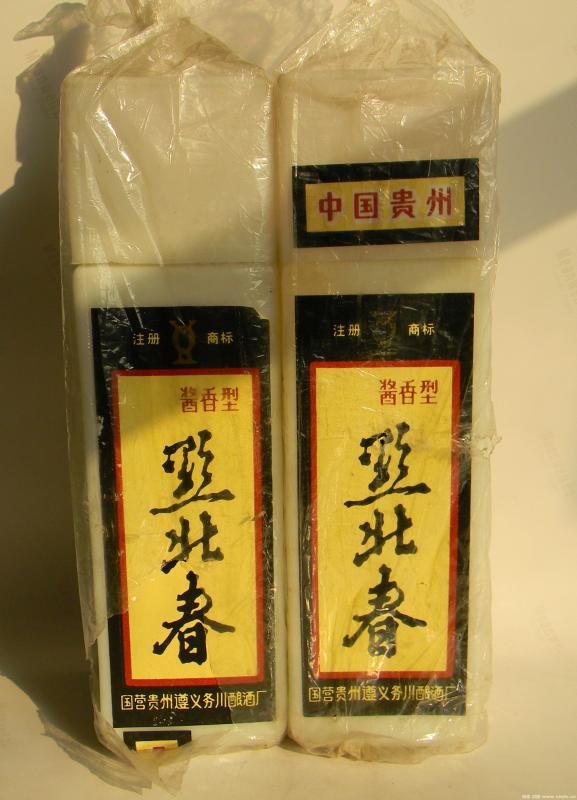 注册 商标
酱香型
黔北春
国营贵州遵义务川酿酒厂
中国贵州
注册 商标
酱香型
黔北春
国营贵州遵义务川酿酒厂